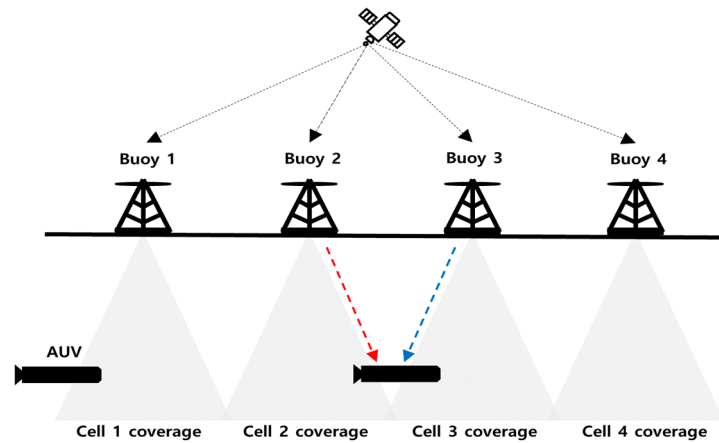 Buoy 1
Buoy 2
Buoy 3
Buoy 4
AUV
Cell 1 coverage
Cell 2 coverage
Cell 3 coverage
Cell 4 coverage